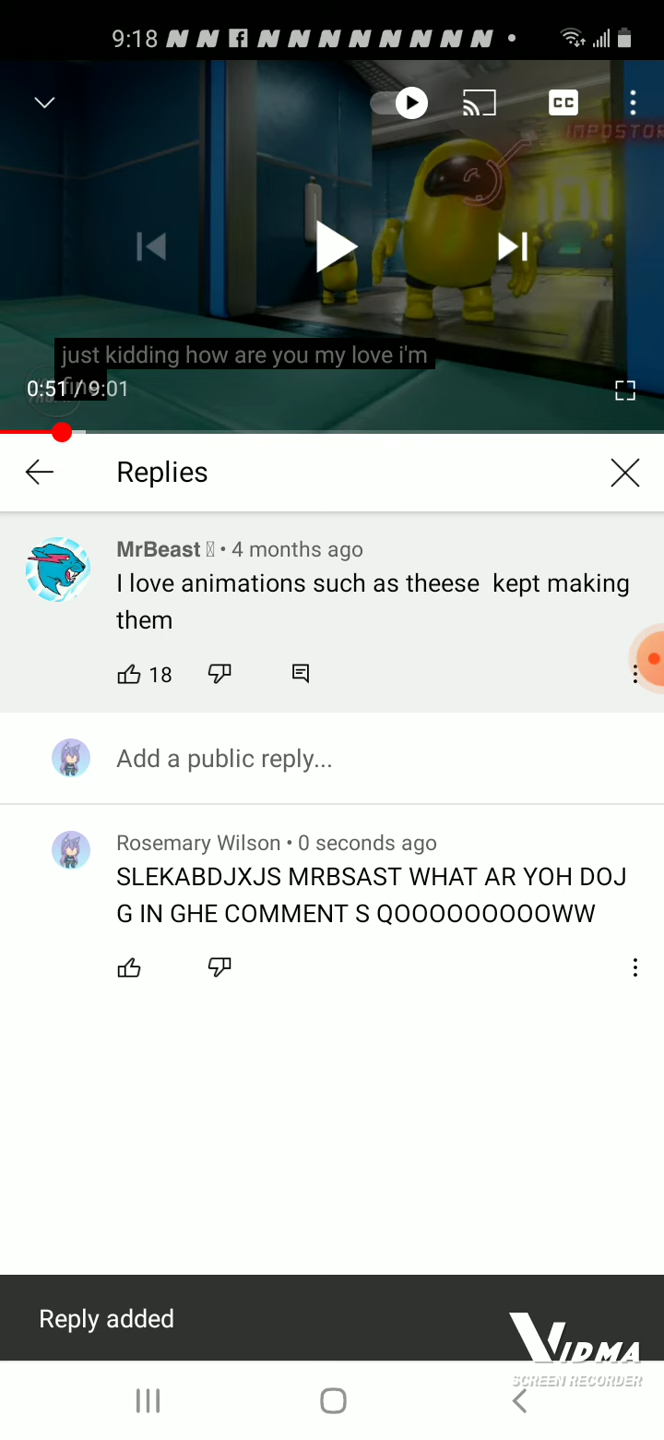 9:18
CC
IMPOSTOR
just kidding how are you my love i'm
fine
0:51 / 9:01
Replies
MrBeast • 4 months ago
I love animations such as theese kept making
them
18
Add a public reply...
Rosemary Wilson • 0 seconds ago
SLEKABDJXJS MRBSAST WHAT AR YOH DOJ
G IN GHE COMMENT S QOOOOOOOOOWW
Reply added
VIDMA
SCREEN RECORDER